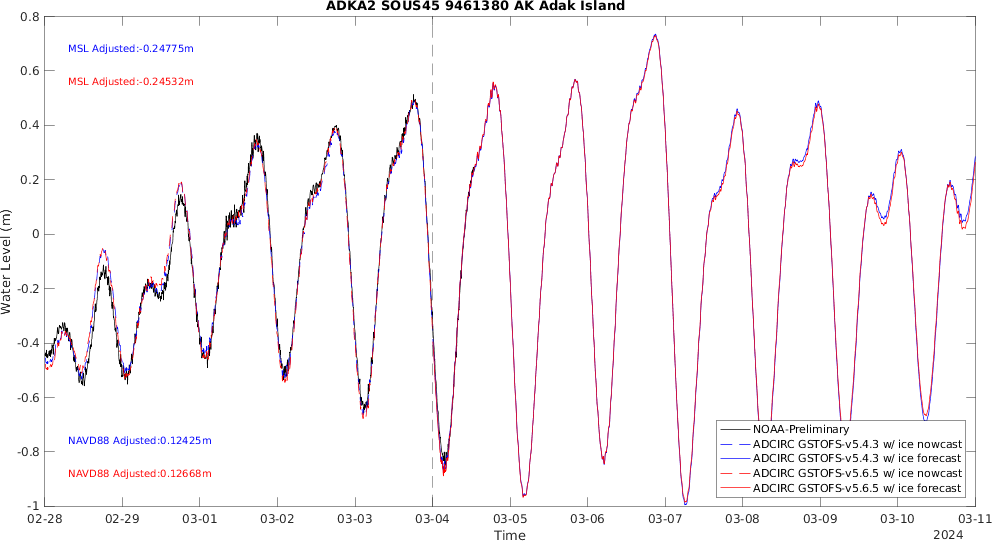 ADKA2 SOUS45 9461380 AK Adak Island
MSL Adjusted:-0.24775m
MSL Adjusted:-0.24532m
NAVD88 Adjusted:0.12425m
NAVD88 Adjusted:0.12668m
Water Level (m)
0.8
0.6
0.4
0.2
0
-0.2
-0.4
-0.6
-0.8
-1
NOAA-Preliminary
ADCIRC GSTOFS-v5.4.3 w/ ice nowcast
ADCIRC GSTOFS-v5.4.3 w/ ice forecast
ADCIRC GSTOFS-v5.6.5 w/ ice nowcast
ADCIRC GSTOFS-v5.6.5 w/ ice forecast
02-28 02-29 03-01 03-02 03-03 03-04 03-05 03-06 03-07 03-08 03-09 03-10 03-11
Time
2024